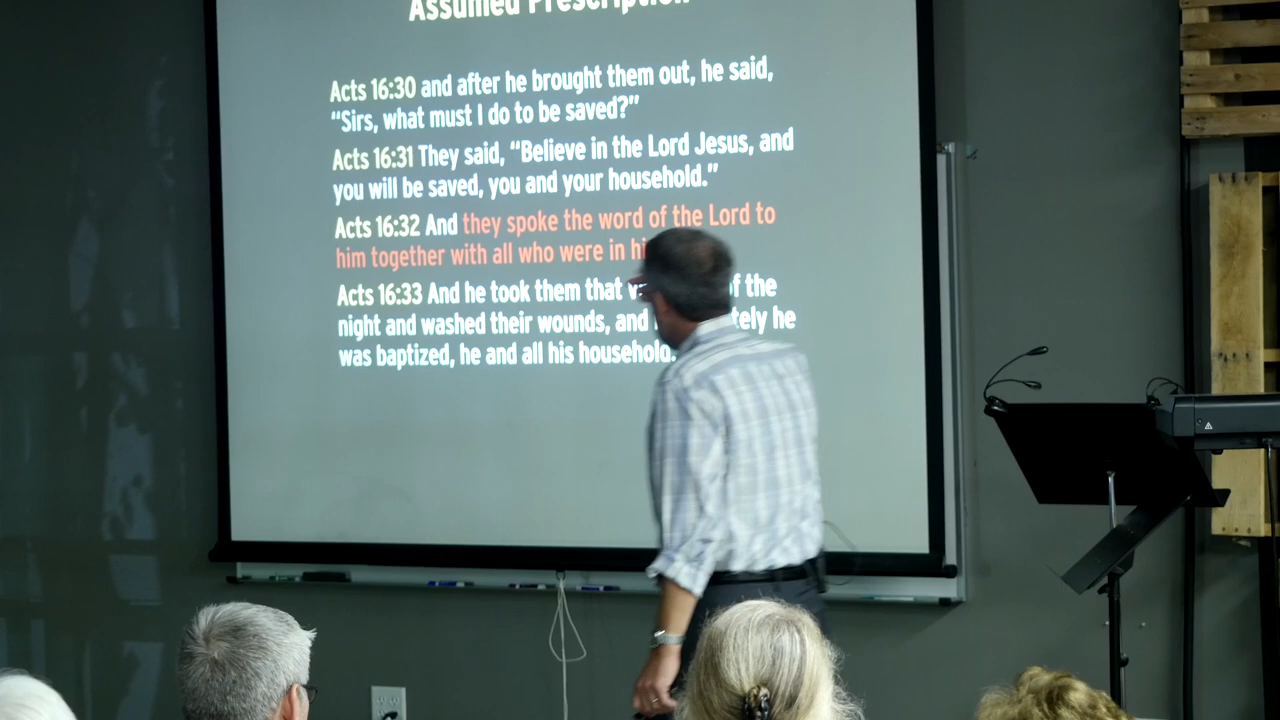 Assumed Prescription
Acts 16:30 and after he brought them out, he said,
“Sirs, what must I do to be saved?”
Acts 16:31 They said, “Believe in the Lord Jesus, and
you will be saved, you and your household.”
Acts 16:32 And they spoke the word of the Lord to
him together with all who were in
Acts 16:33 And he took them that of the
night and washed their wounds, and he
was baptized, he and all his household.